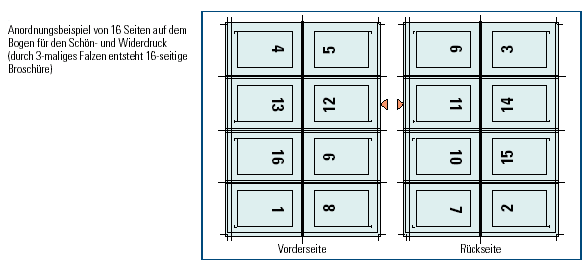 Anordnungsbeispiel von 16 Seiten auf dem
Bogen für den Schön- und Widerdruck
(durch 3-maliges Falzen entsteht 16-seitige
Broschüre)
4 5 6 3
13 12 11 14
16 9 10 15
1 8 7 2
Vorderseite Rückseite